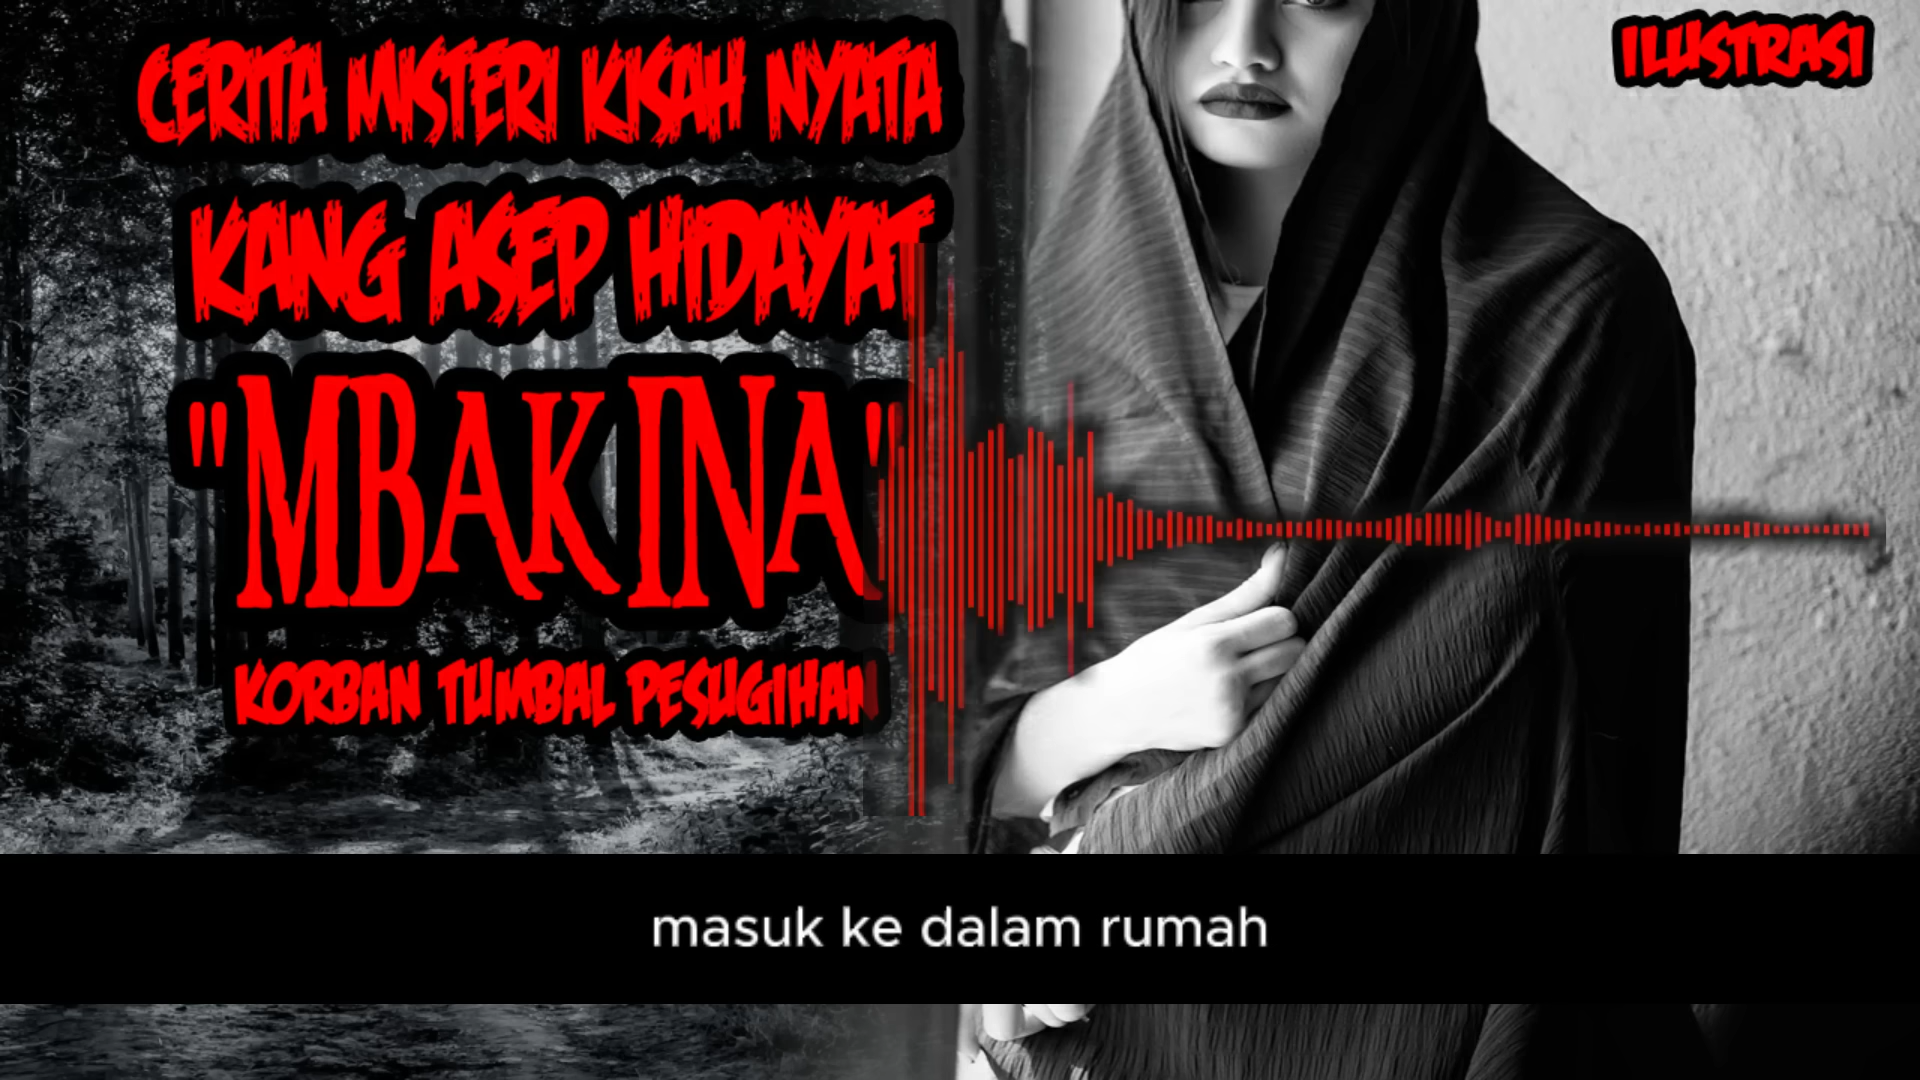 CERITA MISTERI KISAH NYATA
KANG ASEP HIDAYAT
"MBAK INA"
KORBAN TUMBAL PESUGIHAN
ILUSTRASI
masuk ke dalam rumah